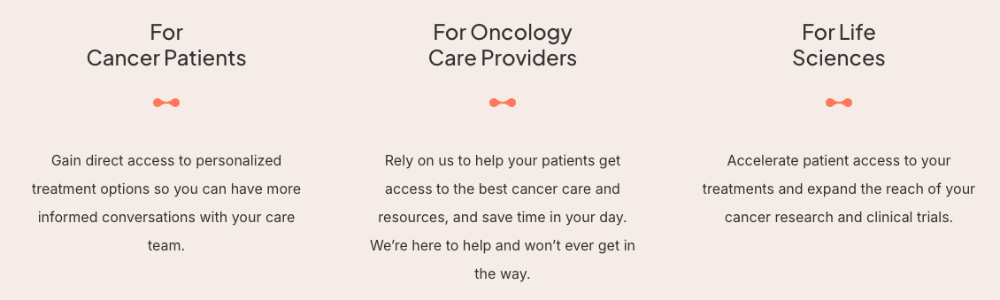 For
Cancer Patients
Gain direct access to personalized
treatment options so you can have more
informed conversations with your care
team.
For Oncology
Care Providers
Rely on us to help your patients get
access to the best cancer care and
resources, and save time in your day.
We’re here to help and won’t ever get in
the way.
For Life
Sciences
Accelerate patient access to your
treatments and expand the reach of your
cancer research and clinical trials.